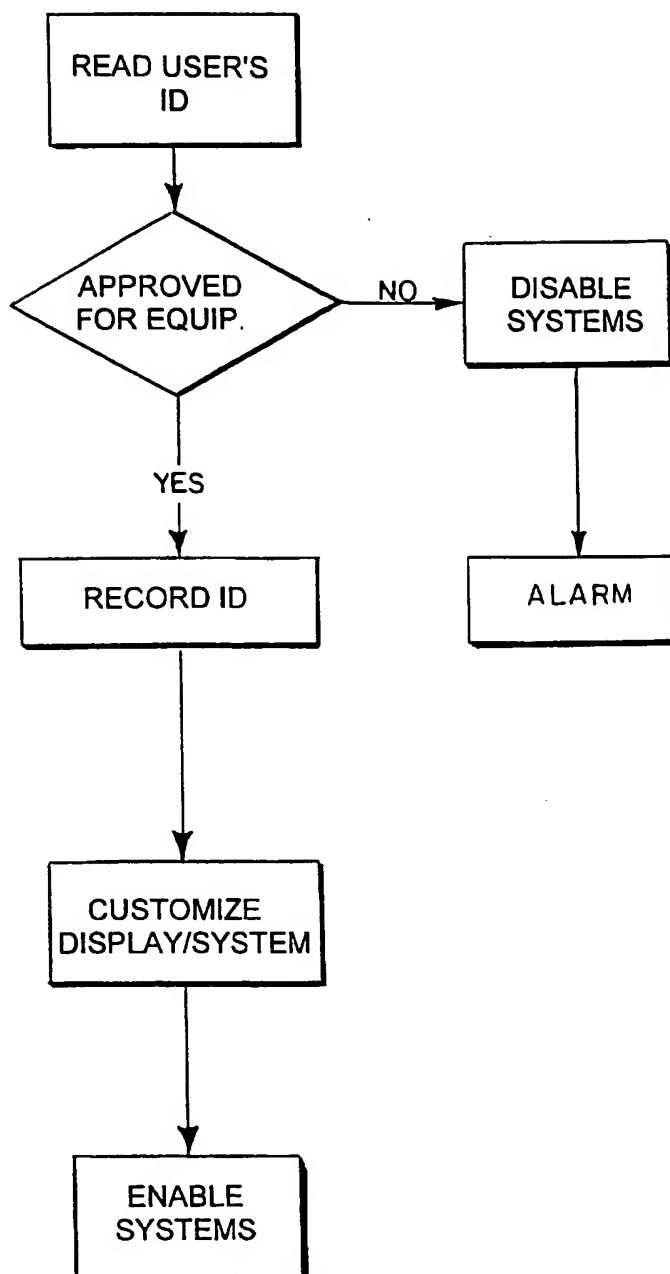 READ USER'S
ID
APPROVED
FOR EQUIP.
NO
DISABLE
SYSTEMS
YES
RECORD ID
ALARM
CUSTOMIZE
DISPLAY/SYSTEM
ENABLE
SYSTEMS